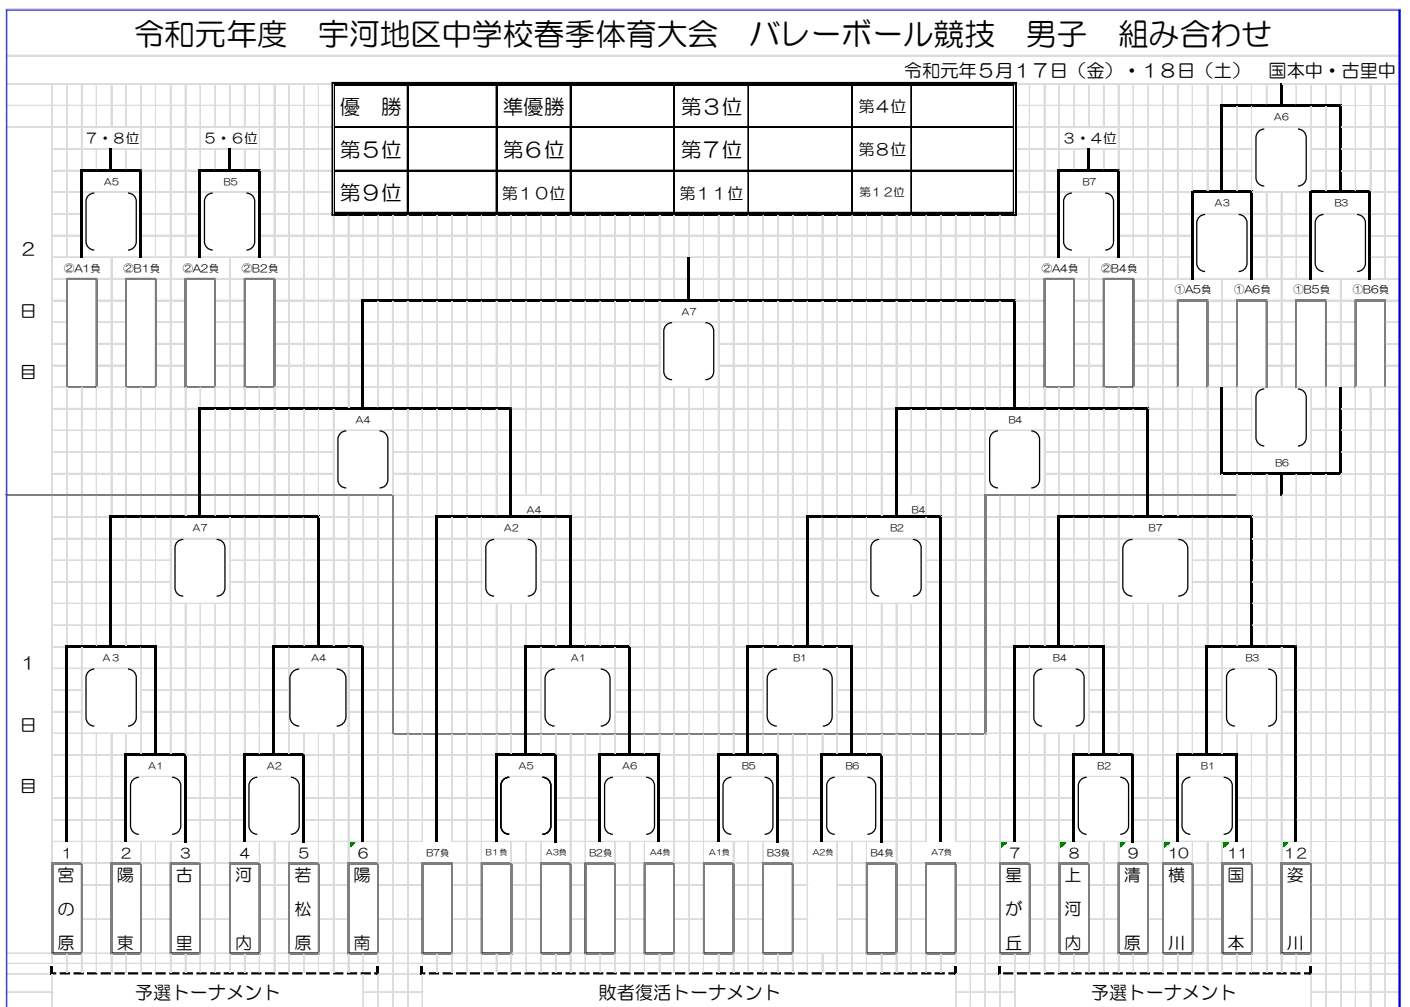 令和元年度　宇河地区中学校春季体育大会　バレーボール競技　男子　組み合わせ
令和元年５月１７日（金）・１８日（土）　国本中・古里中
優　勝　準優勝　第３位　第４位
第５位　第６位　第７位　第８位
第９位　第１０位　第１１位　第１２位
７・８位　５・６位　３・４位　A6
A5　B5　B7　A3　B3
②A1負　②B1負　②A2負　②B2負　②A4負　②B4負
①A5負　①A6負　①B5負　①B6負
２日目
A7
A4　B4
B6
A4　B4
A7　A2　B2　B7
１日目
A3　A4　A1　B1　B4　B3
A1　A2　A5　A6　B5　B6　B2　B1
1　2　3　4　5　6　B7負　B1負　A3負　B2負　A4負　A1負　B3負　A2負　B4負　A7負　7　8　9　10　11　12
宮の原　陽東　古里　河内　若松原　陽南　星が丘　上河内　清原　横川　国本　姿川
予選トーナメント　敗者復活トーナメント　予選トーナメント